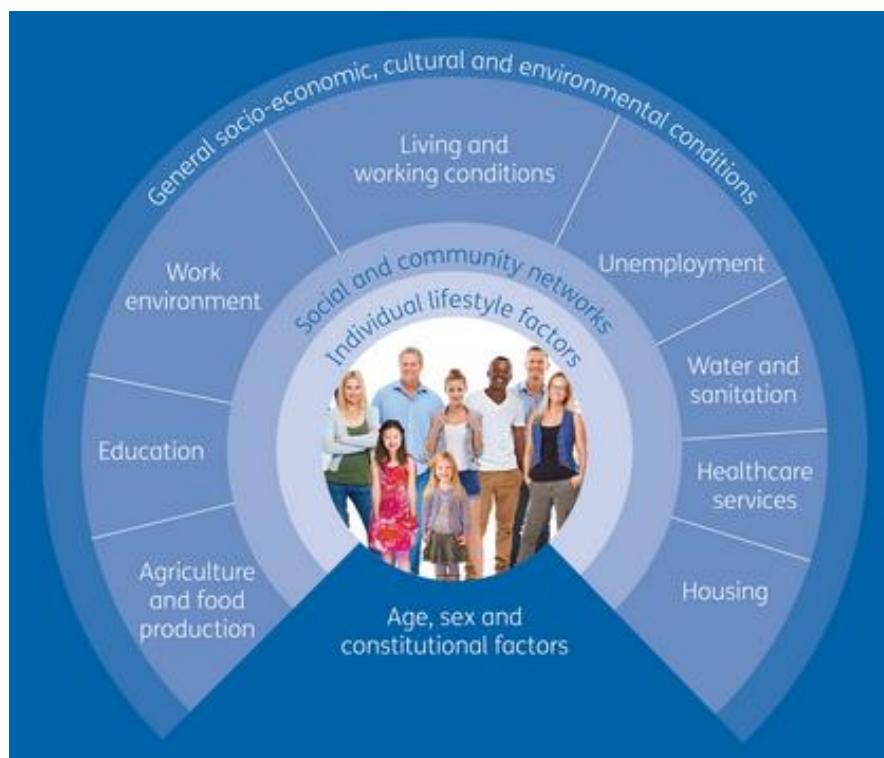 General socio-economic, cultural and environmental conditions
Living and
working conditions
Work
environment
Unemployment
Social and community networks
Individual lifestyle factors
Water and
sanitation
Education
Healthcare
services
Agriculture
and food
production
Housing
Age, sex and
constitutional factors